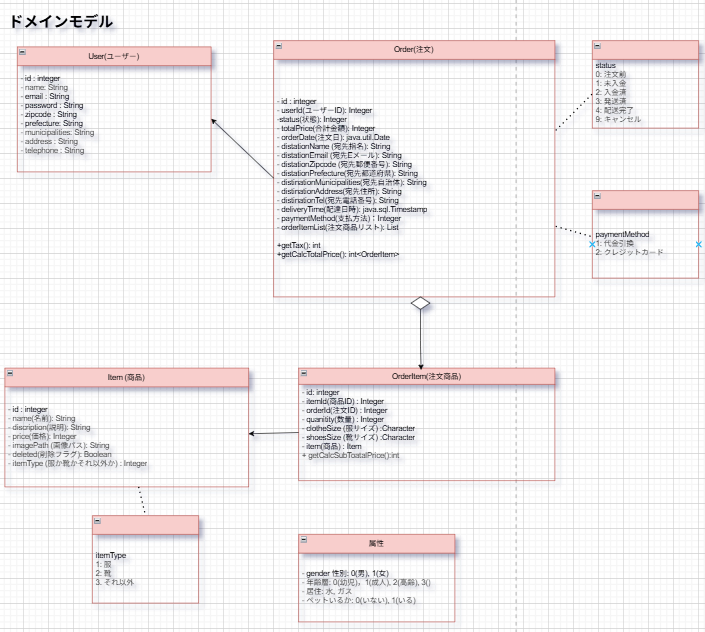 ドメインモデル
User(ユーザー)
- id : integer
- name: String
- email : String
- password : String
- zipcode : String
- prefecture: String
- municipalities: String
- address : String
- telephone : String
Order(注文)
- id : integer
- userId(ユーザーID): Integer
-status(状態): Integer
- totalPrice(合計金額): Integer
- orderDate(注文日): java.util.Date
- distationName (宛先指名): String
- distationEmail (宛先Eメール): String
- distationZipcode (宛先郵便番号): String
- distinationPrefecture(宛先都道府県): String
- distinationMunicipalities(宛先自治体): String
- distinationAddress(宛先住所): String
- distinationTel(宛先電話番号): String
- deliveryTime(配達日時): java.sql.Timestamp
- paymentMethod(支払方法) : Integer
- orderItemList(注文商品リスト): List
+getTax(): int
+getCalcTotalPrice(): int<OrderItem>
status
0: 注文前
1: 未入金
2: 入金済
3: 発送済
4: 配送完了
9: キャンセル
paymentMethod
1: 代金引換
2: クレジットカード
Item (商品)
- id : integer
- name(名前): String
- discription(説明): String
- price(価格): Integer
- imagePath (画像パス): String
- deleted(削除フラグ): Boolean
- itemType (服か靴かそれ以外か) : Integer
OrderItem(注文商品)
- id: integer
- itemId(商品ID) : Integer
- orderId(注文ID) : Integer
- quanitity(数量) : Integer
- clotheSize (服サイズ) :Character
- shoesSize (靴サイズ) :Character
- item(商品) : Item
+ getCalcSubToatalPrice():int
itemType
1: 服
2: 靴
3. それ以外
属性
- gender 性別: 0(男), 1(女)
- 年齢層: 0(幼児),  1(成人), 2(高齢), 3()
- 居住: 水, ガス
- ペットいるか: 0(いない), 1(いる)